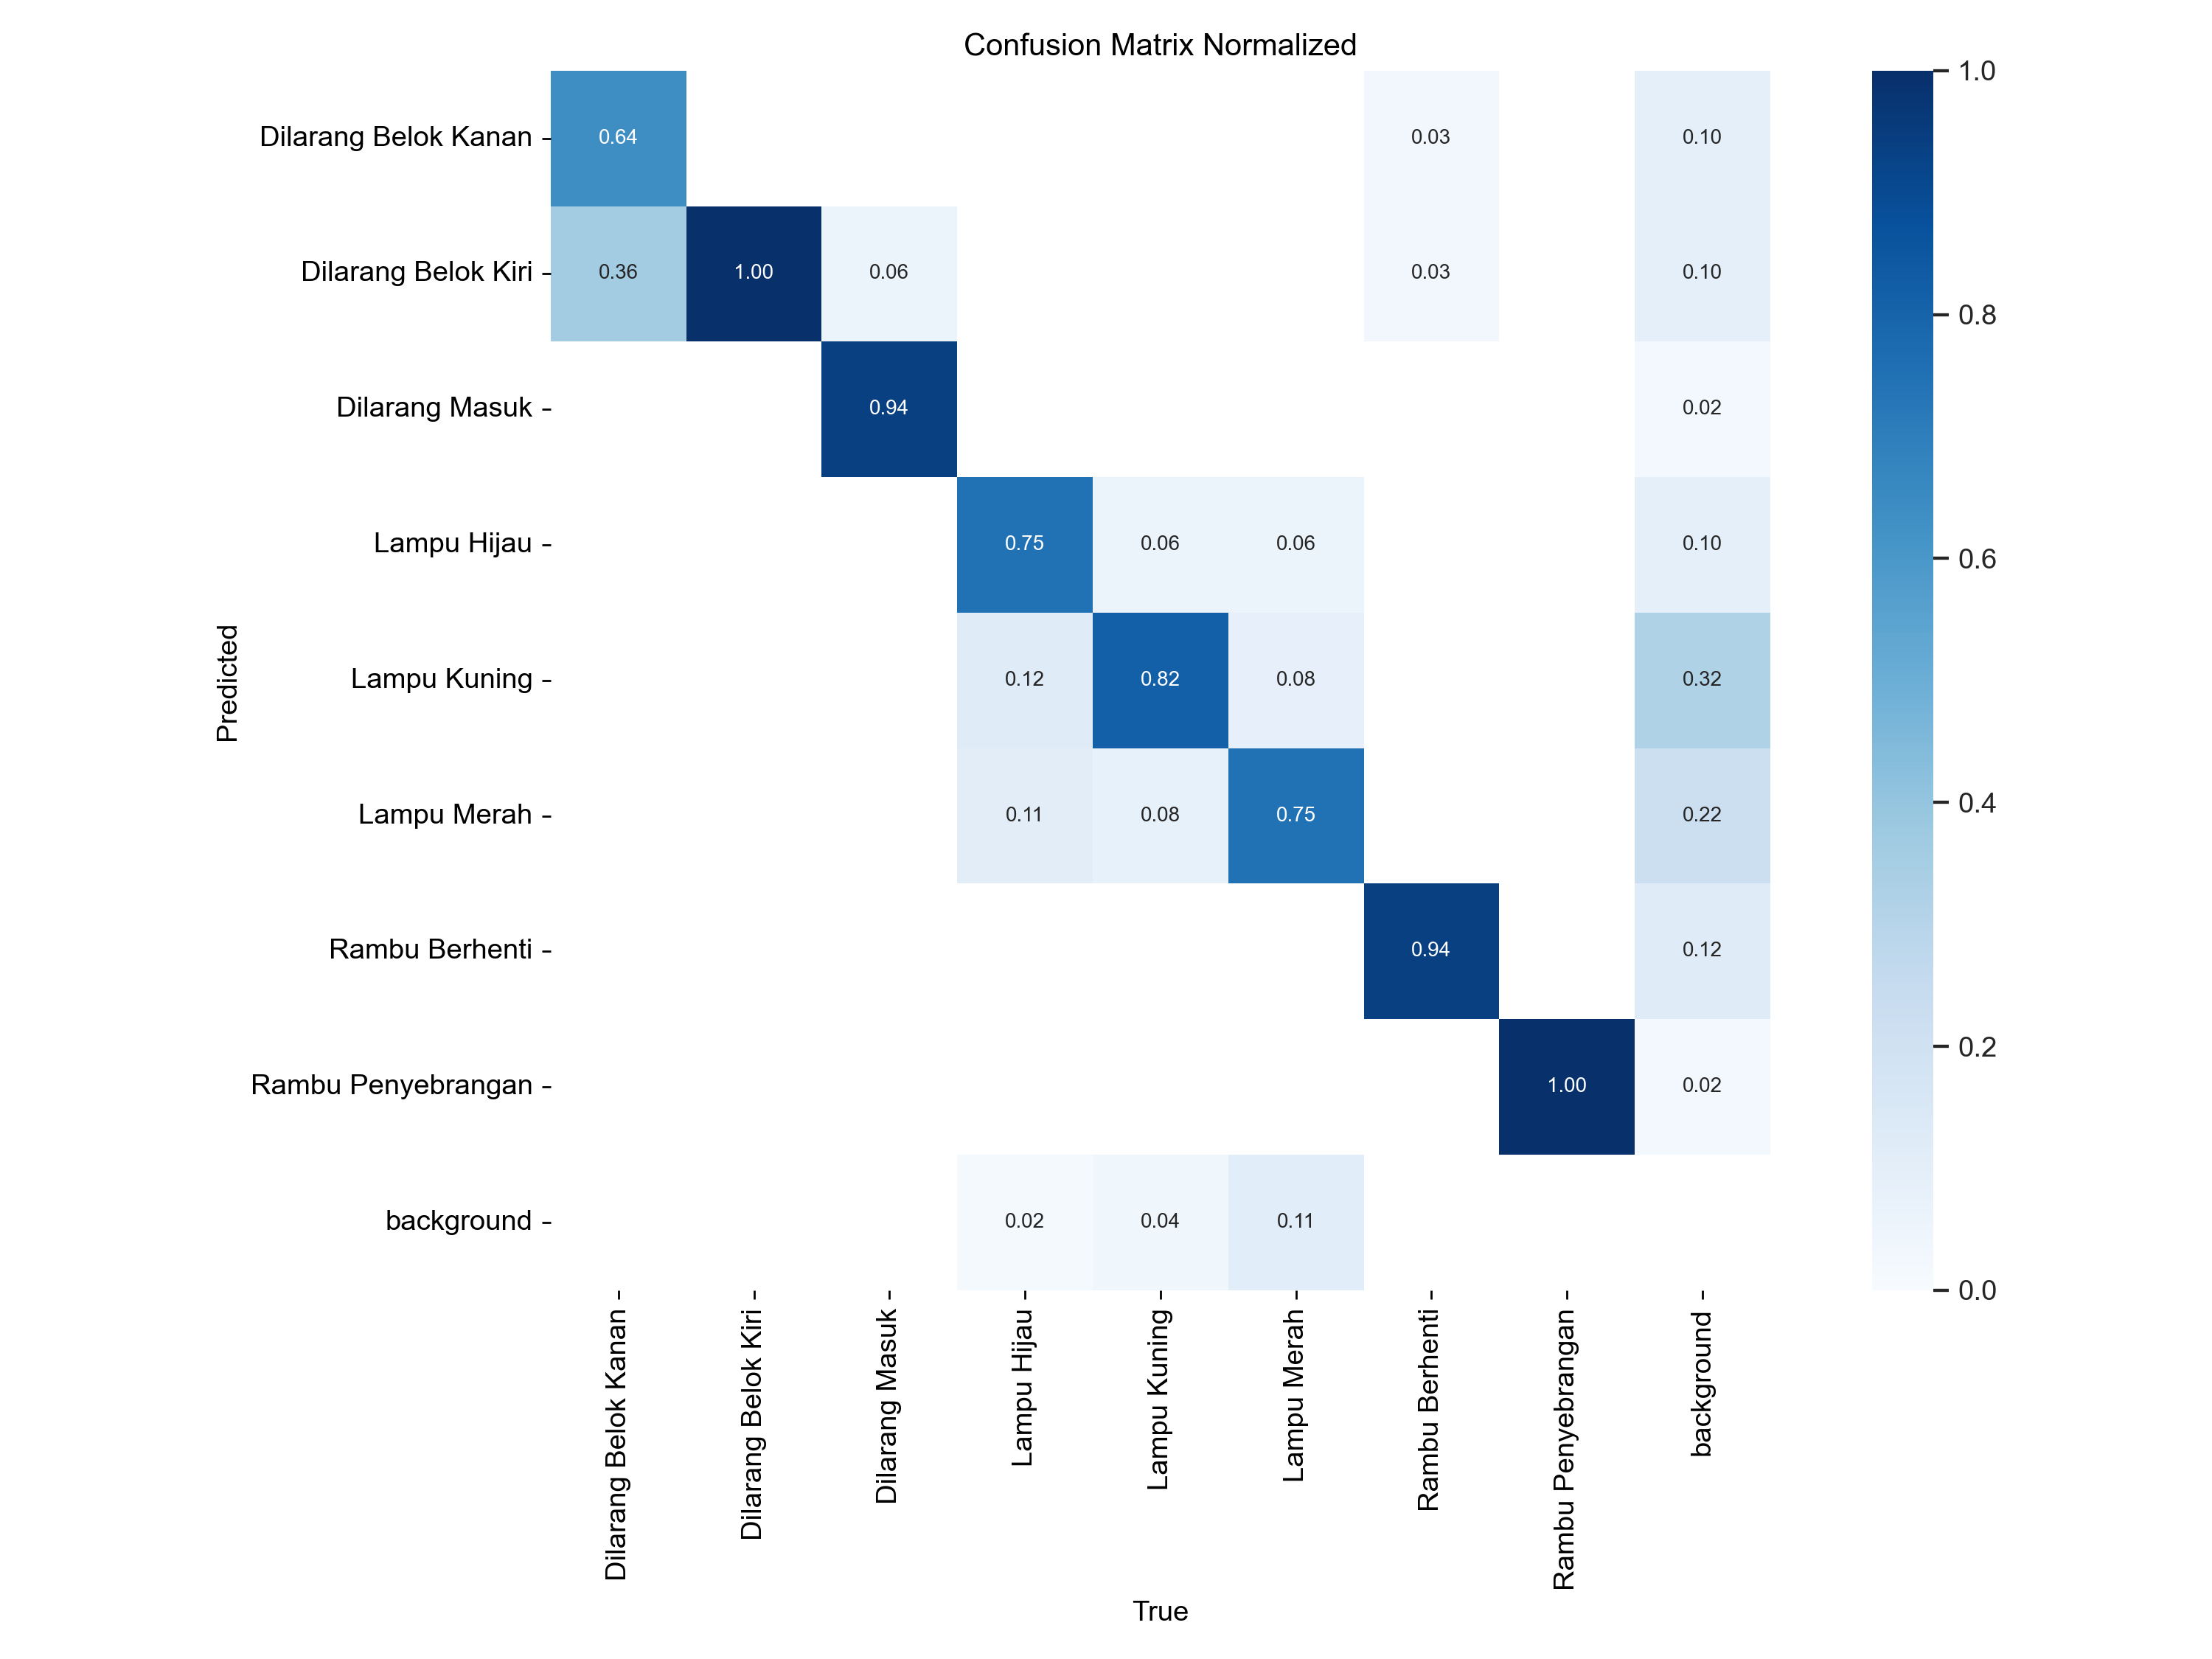 Confusion Matrix Normalized
Dilarang Belok Kanan
0.64
0.03
0.10
Dilarang Belok Kiri
0.36
1.00
0.06
0.03
0.10
Dilarang Masuk
0.94
0.02
Lampu Hijau
0.75
0.06
0.06
0.10
Lampu Kuning
0.12
0.82
0.08
0.32
Lampu Merah
0.11
0.08
0.75
0.22
Rambu Berhenti
0.94
0.12
Rambu Penyebrangan
1.00
0.02
background
0.02
0.04
0.11
Predicted
Dilarang Belok Kanan
Dilarang Belok Kiri
Dilarang Masuk
Lampu Hijau
Lampu Kuning
Lampu Merah
Rambu Berhenti
Rambu Penyebrangan
background
True
1.0
0.8
0.6
0.4
0.2
0.0